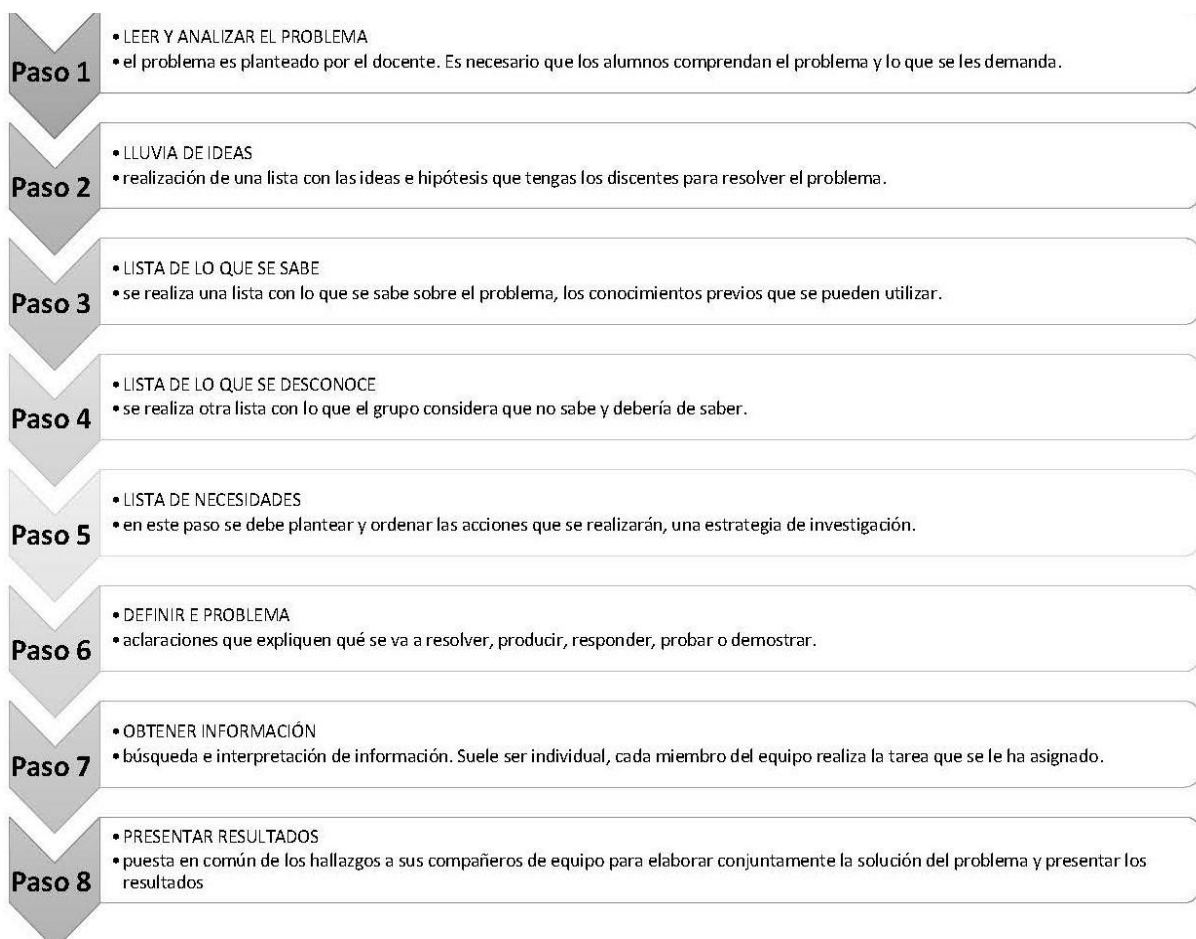 Paso 1
• LEER Y ANALIZAR EL PROBLEMA
• el problema es planteado por el docente. Es necesario que los alumnos comprendan el problema y lo que se les demanda.
Paso 2
• LLUVIA DE IDEAS
• realización de una lista con las ideas e hipótesis que tengas los discentes para resolver el problema.
Paso 3
• LISTA DE LO QUE SE SABE
• se realiza una lista con lo que se sabe sobre el problema, los conocimientos previos que se pueden utilizar.
Paso 4
• LISTA DE LO QUE SE DESCONOCE
• se realiza otra lista con lo que el grupo considera que no sabe y debería de saber.
Paso 5
• LISTA DE NECESIDADES
• en este paso se debe plantear y ordenar las acciones que se realizarán, una estrategia de investigación.
Paso 6
• DEFINIR E PROBLEMA
• aclaraciones que expliquen qué se va a resolver, producir, responder, probar o demostrar.
Paso 7
• OBTENER INFORMACIÓN
• búsqueda e interpretación de información. Suele ser individual, cada miembro del equipo realiza la tarea que se le ha asignado.
Paso 8
• PRESENTAR RESULTADOS
• puesta en común de los hallazgos a sus compañeros de equipo para elaborar conjuntamente la solución del problema y presentar los
resultados